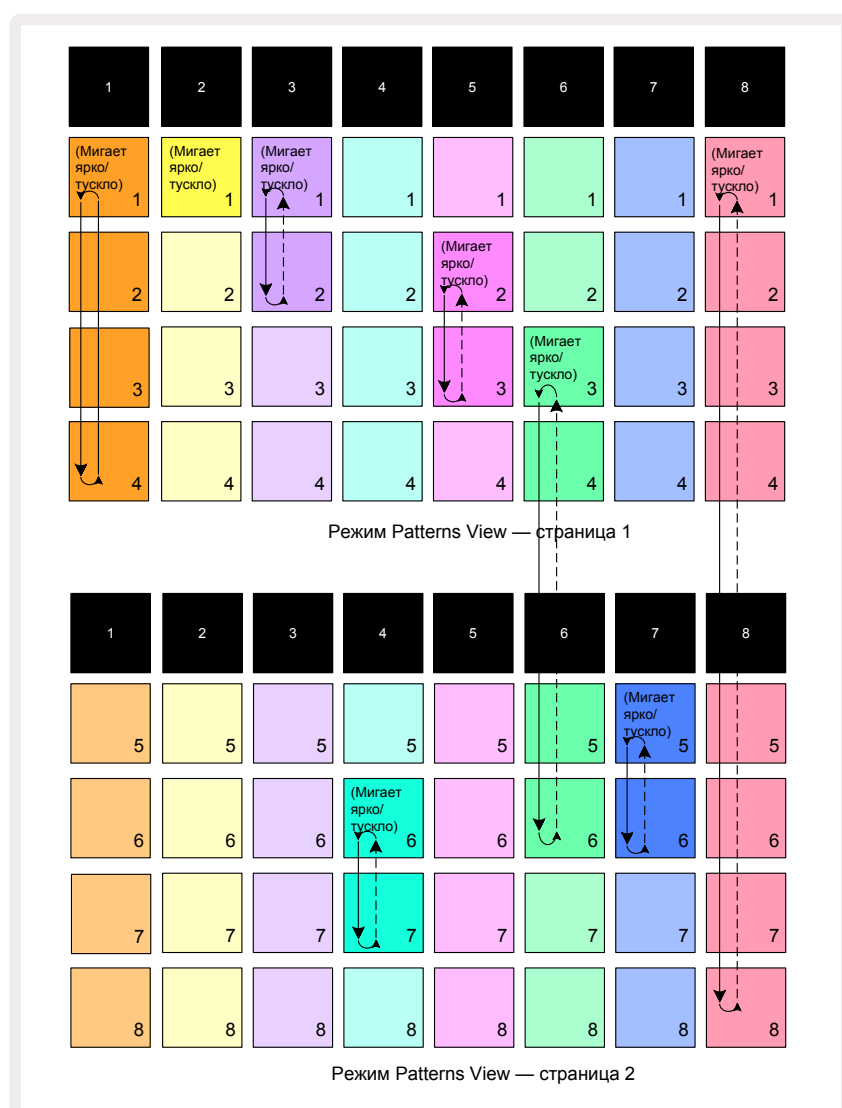 1 2 3 4 5 6 7 8
(Мигает (Мигает (Мигает (Мигает
ярко/ ярко/ ярко/ ярко/
тускло) тускло) тускло) тускло)
1 1 1 1 1 1 1 1
(Мигает
ярко/
тускло)
2 2 2 2 2 2 2 2
(Мигает
ярко/
тускло)
3 3 3 3 3 3 3 3
4 4 4 4 4 4 4 4
Режим Patterns View — страница 1
1 2 3 4 5 6 7 8
(Мигает
ярко/
тускло)
5 5 5 5 5 5 5 5
(Мигает
ярко/
тускло)
6 6 6 6 6 6 6 6
7 7 7 7 7 7 7 7
8 8 8 8 8 8 8 8
Режим Patterns View — страница 2